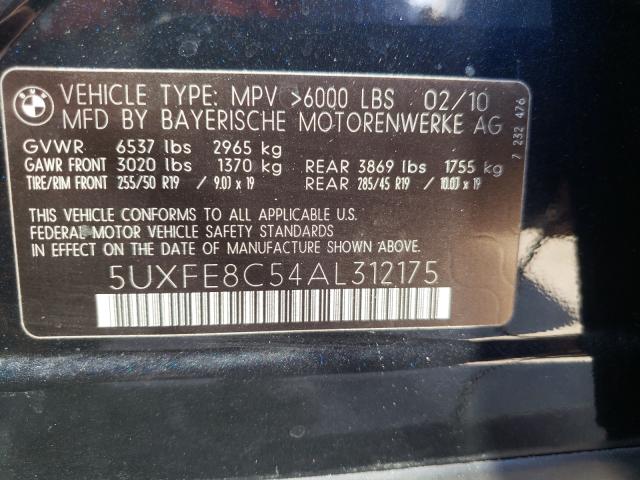 BMW
VEHICLE TYPE: MPV >6000 LBS 02/10
MFD BY BAYERISCHE MOTORENWERKE AG
GVWR 6537 lbs 2965 kg
GAWR FRONT 3020 lbs 1370 kg REAR 3869 lbs 1755 kg
TIRE/RIM FRONT 255/50 R19 / 9.0J x 19 REAR 285/45 R19 / 10.0J x 19
THIS VEHICLE CONFORMS TO ALL APPLICABLE U.S.
FEDERAL MOTOR VEHICLE SAFETY STANDARDS
IN EFFECT ON DATE OF MANUFACTURE SHOWN ABOVE.
5UXFE8C54AL312175
7 232 476